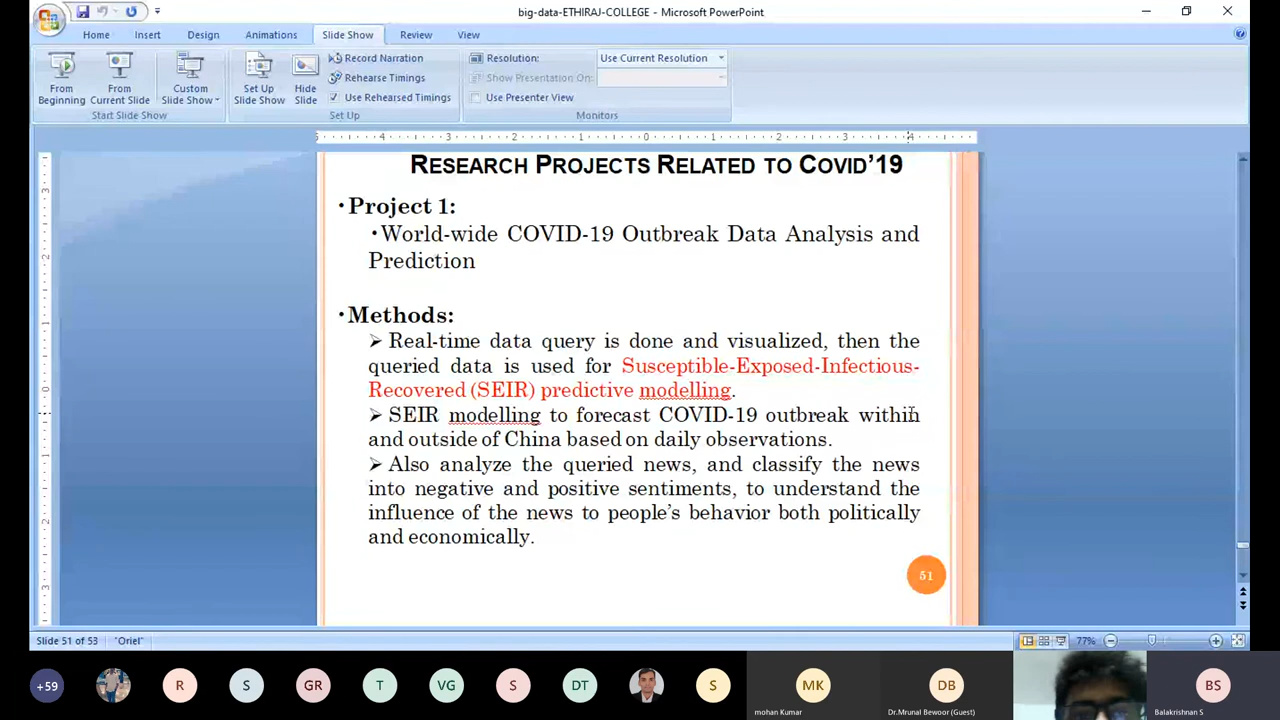 big-data-ETHIRAJ-COLLEGE - Microsoft PowerPoint
Home Insert Design Animations Slide Show Review View
From Beginning
From Current Slide
Custom Slide Show
Start Slide Show
Set Up Slide Show
Hide Slide
Record Narration
Rehearse Timings
Use Rehearsed Timings
Set Up
Resolution: Use Current Resolution
Show Presentation On:
Use Presenter View
Monitors
RESEARCH PROJECTS RELATED TO COVID’19
•Project 1:
•World-wide COVID-19 Outbreak Data Analysis and
Prediction
•Methods:
➢ Real-time data query is done and visualized, then the
queried data is used for Susceptible-Exposed-Infectious-
Recovered (SEIR) predictive modelling.
➢ SEIR modelling to forecast COVID-19 outbreak within
and outside of China based on daily observations.
➢ Also analyze the queried news, and classify the news
into negative and positive sentiments, to understand the
influence of the news to people’s behavior both politically
and economically.
51
Slide 51 of 53 "Oriel" 77%
+59 R S GR T VG S DT S MK DB BS
mohan Kumar Dr.Mrunal Bewoor (Guest) Balakrishnan S